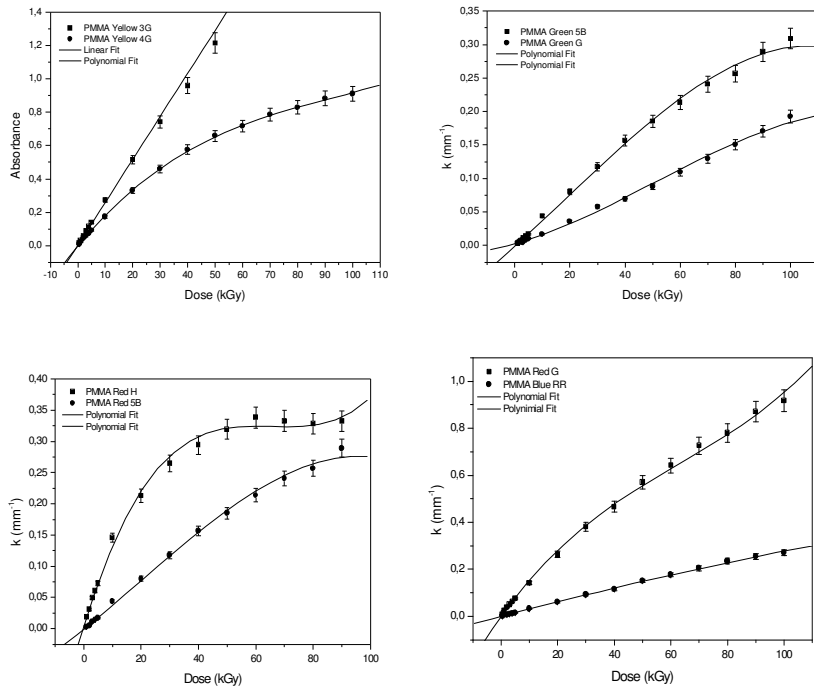 PMMA Yellow 3G
PMMA Yellow 4G
Linear Fit
Polynomial Fit
1,4
1,2
1,0
0,8
0,6
0,4
0,2
0,0
Absorbance
-10 0 10 20 30 40 50 60 70 80 90 100 110
Dose (kGy)
PMMA Green 5B
PMMA Green G
Polynomial Fit
Polynomial Fit
0,35
0,30
0,25
0,20
0,15
0,10
0,05
0,00
k (mm⁻¹)
0 20 40 60 80 100
Dose (kGy)
PMMA Red H
PMMA Red 5B
Polynomial Fit
Polynomial Fit
0,40
0,35
0,30
0,25
0,20
0,15
0,10
0,05
0,00
k (mm⁻¹)
0 20 40 60 80 100
Dose (kGy)
PMMA Red G
PMMA Blue RR
Polynomial Fit
Polynimial Fit
1,0
0,8
0,6
0,4
0,2
0,0
k (mm⁻¹)
0 20 40 60 80 100
Dose (kGy)